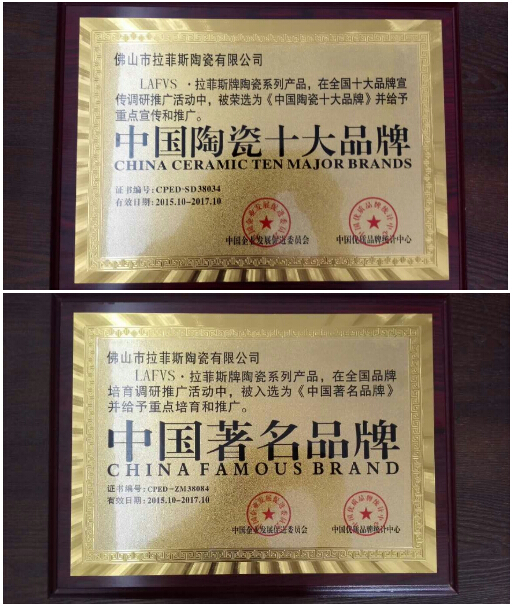 佛山市拉菲斯陶瓷有限公司
LAFVS·拉菲斯牌陶瓷系列产品，在全国十大品牌宣
传调研推广活动中，被荣选为《中国陶瓷十大品牌》并给予
重点宣传和推广。
中国陶瓷十大品牌
CHINA CERAMIC TEN MAJOR BRANDS
证书编号：CPED-SD38034
有效日期：2015.10-2017.10
中国企业发展促进委员会 中国优质品牌统计中心
佛山市拉菲斯陶瓷有限公司
LAFVS·拉菲斯牌陶瓷系列产品，在全国品牌
培育调研推广活动中，被入选为《中国著名品牌》
并给予重点培育和推广。
中国著名品牌
CHINA FAMOUS BRAND
证书编号：CPED-ZM38084
有效日期：2015.10-2017.10
中国企业发展促进委员会 中国优质品牌统计中心